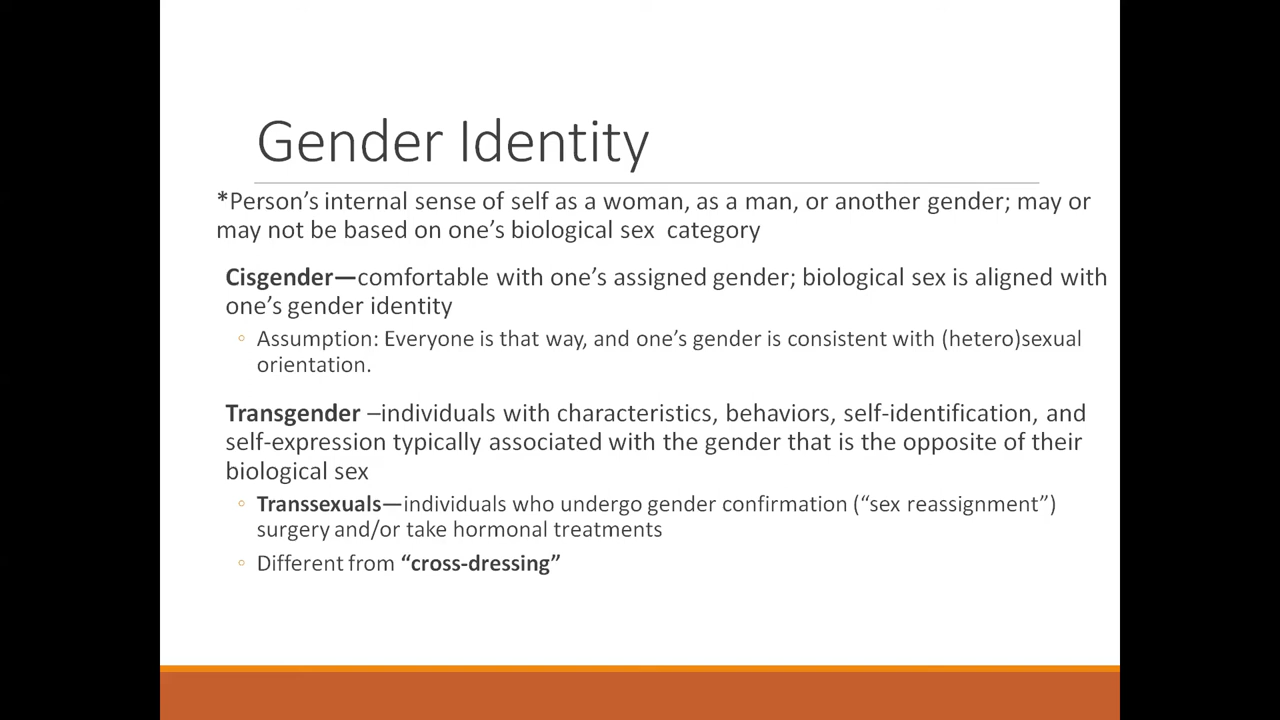 Gender Identity
*Person’s internal sense of self as a woman, as a man, or another gender; may or
may not be based on one’s biological sex  category
Cisgender—comfortable with one’s assigned gender; biological sex is aligned with
one’s gender identity
◦ Assumption: Everyone is that way, and one’s gender is consistent with (hetero)sexual
orientation.
Transgender –individuals with characteristics, behaviors, self-identification, and
self-expression typically associated with the gender that is the opposite of their
biological sex
◦ Transsexuals—individuals who undergo gender confirmation (“sex reassignment”)
surgery and/or take hormonal treatments
◦ Different from “cross-dressing”